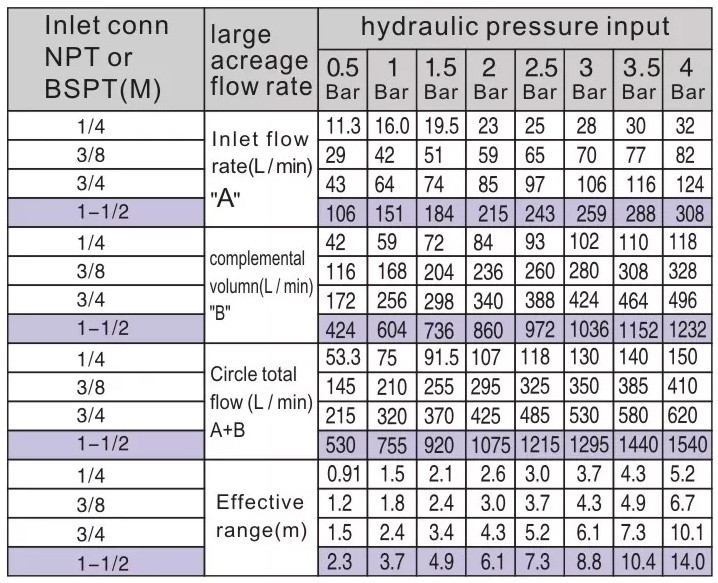 Inlet conn NPT or BSPT(M) large acreage flow rate hydraulic pressure input
0.5 Bar 1 Bar 1.5 Bar 2 Bar 2.5 Bar 3 Bar 3.5 Bar 4 Bar
Inlet flow rate(L/min) "A"
1/4 11.3 16.0 19.5 23 25 28 30 32
3/8 29 42 51 59 65 70 77 82
3/4 43 64 74 85 97 106 116 124
1-1/2 106 151 184 215 243 259 288 308
complemental volumn(L/min) "B"
1/4 42 59 72 84 93 102 110 118
3/8 116 168 204 236 260 280 308 328
3/4 172 256 298 340 388 424 464 496
1-1/2 424 604 736 860 972 1036 1152 1232
Circle total flow (L/min) A+B
1/4 53.3 75 91.5 107 118 130 140 150
3/8 145 210 255 295 325 350 385 410
3/4 215 320 370 425 485 530 580 620
1-1/2 530 755 920 1075 1215 1295 1440 1540
Effective range(m)
1/4 0.91 1.5 2.1 2.6 3.0 3.7 4.3 5.2
3/8 1.2 1.8 2.4 3.0 3.7 4.3 4.9 6.7
3/4 1.5 2.4 3.4 4.3 5.2 6.1 7.3 10.1
1-1/2 2.3 3.7 4.9 6.1 7.3 8.8 10.4 14.0